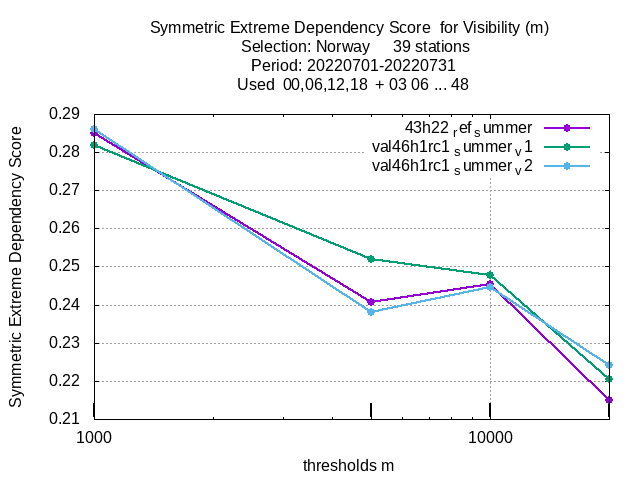 Symmetric Extreme Dependency Score  for Visibility (m)
Selection: Norway     39 stations
Period: 20220701-20220731
Used  00,06,12,18  + 03 06 ... 48
43h22 ref summer
val46h1rc1 summer v1
val46h1rc1 summer v2
Symmetric Extreme Dependency Score
0.29
0.28
0.27
0.26
0.25
0.24
0.23
0.22
0.21
1000 10000
thresholds m